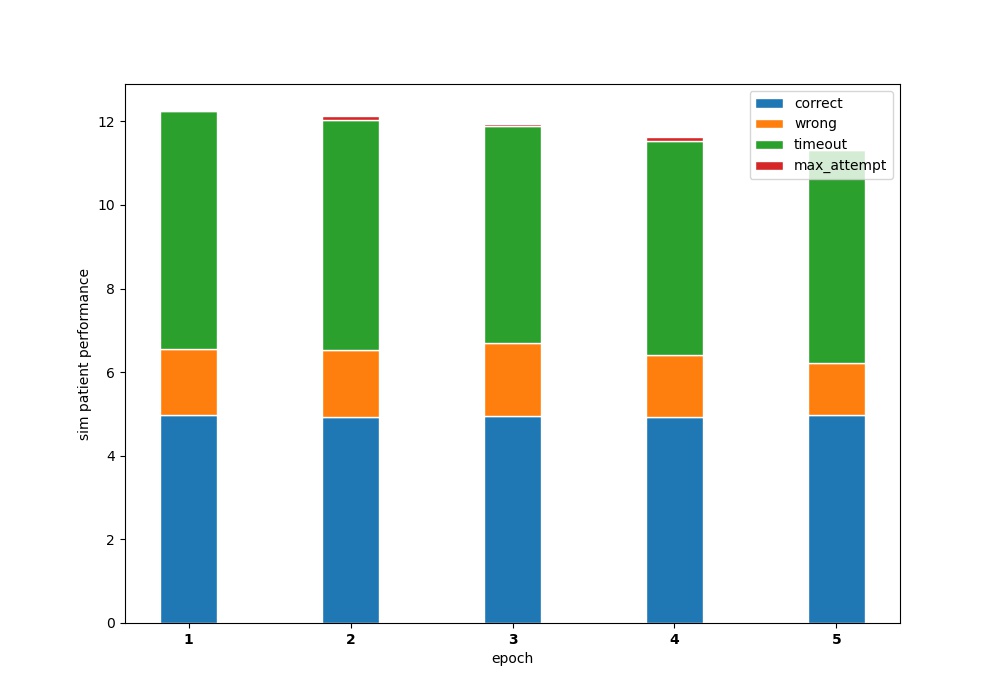 correct
wrong
timeout
max_attempt
12
10
8
6
4
2
0
sim patient performance
1 2 3 4 5
epoch